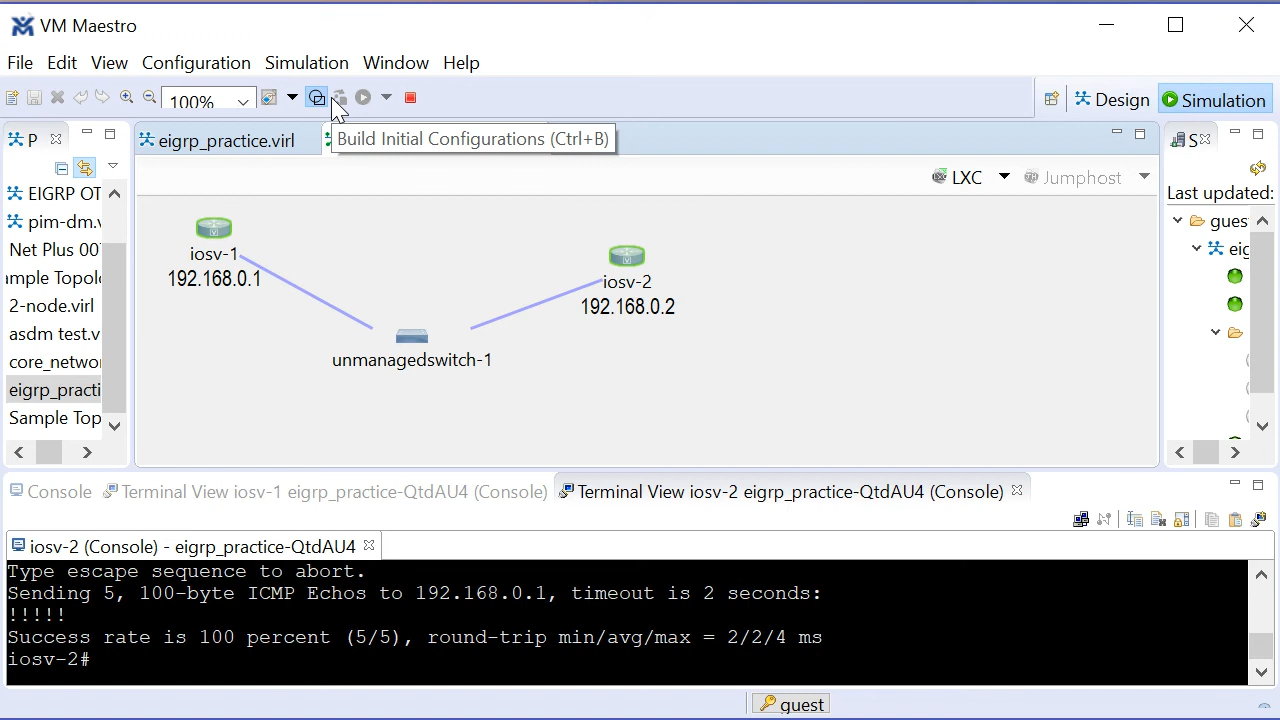 VM Maestro
File Edit View Configuration Simulation Window Help
100%
Design Simulation
P
eigrp_practice.virl
Build Initial Configurations (Ctrl+B)
S
LXC Jumphost
Last updated:
EIGRP OT
pim-dm.v
Net Plus 00
mple Topol
2-node.virl
asdm test.v
core_netwo
eigrp_practi
Sample Top
gues
eig
iosv-1
192.168.0.1
iosv-2
192.168.0.2
unmanagedswitch-1
Console Terminal View iosv-1 eigrp_practice-QtdAU4 (Console) Terminal View iosv-2 eigrp_practice-QtdAU4 (Console)
iosv-2 (Console) - eigrp_practice-QtdAU4
Type escape sequence to abort.
Sending 5, 100-byte ICMP Echos to 192.168.0.1, timeout is 2 seconds:
!!!!!
Success rate is 100 percent (5/5), round-trip min/avg/max = 2/2/4 ms
iosv-2#
guest